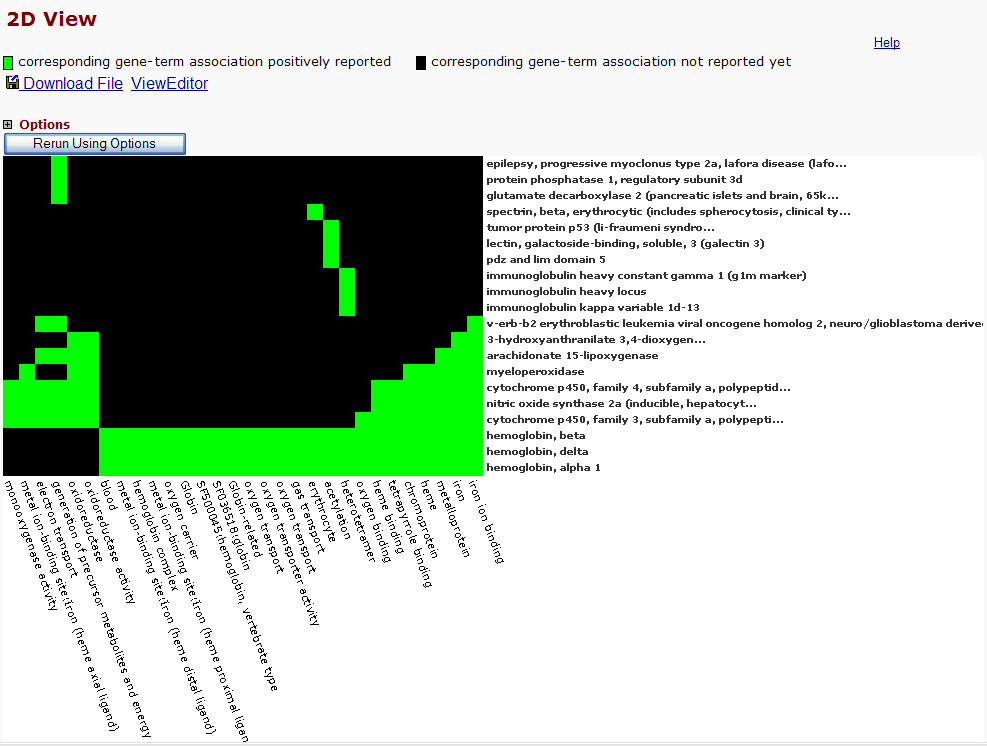 2D View
Help
corresponding gene-term association positively reported
corresponding gene-term association not reported yet
Download File
ViewEditor
Options
Rerun Using Options
epilepsy, progressive myoclonus type 2a, lafora disease (lafo...
protein phosphatase 1, regulatory subunit 3d
glutamate decarboxylase 2 (pancreatic islets and brain, 65k...
spectrin, beta, erythrocytic (includes spherocytosis, clinical ty...
tumor protein p53 (li-fraumeni syndro...
lectin, galactoside-binding, soluble, 3 (galectin 3)
pdz and lim domain 5
immunoglobulin heavy constant gamma 1 (g1m marker)
immunoglobulin heavy locus
immunoglobulin kappa variable 1d-13
v-erb-b2 erythroblastic leukemia viral oncogene homolog 2, neuro/glioblastoma derive
3-hydroxyanthranilate 3,4-dioxygen...
arachidonate 15-lipoxygenase
myeloperoxidase
cytochrome p450, family 4, subfamily a, polypeptid...
nitric oxide synthase 2a (inducible, hepatocyt...
cytochrome p450, family 3, subfamily a, polypepti...
hemoglobin, beta
hemoglobin, delta
hemoglobin, alpha 1
monooxygenase activity
metal ion-binding site:Iron (heme axial ligand)
electron transport
generation of precursor metabolites and energy
oxidoreductase
oxidoreductase activity
blood
metal ion-binding site:Iron (heme distal ligand)
hemoglobin complex
metal ion-binding site:Iron (heme proximal ligan
oxygen carrier
Globin
SF500045:hemoglobin, vertebrate type
SF036518:globin
Globin-related
oxygen transport
oxygen transporter activity
oxygen transport
gas transport
erythrocyte
acetylation
heterotetramer
oxygen binding
heme binding
tetrapyrrole binding
chromoprotein
heme
metalloprotein
iron
iron ion binding